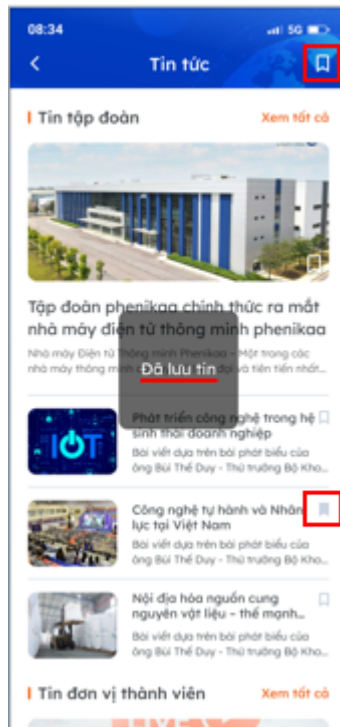 08:34
5G
Tin tức
Tin tập đoàn
Xem tất cả
Tập đoàn phenikaa chính thức ra mắt
nhà máy điện tử thông minh phenikaa
Nhà máy Điện tử Thông minh Phenikaa – Một trong các
nhà máy thông minh đại và tiên tiến nhất...
Đã lưu tin
IOT
Phát triển công nghệ trong hệ
sinh thái doanh nghiệp
Bài viết dựa trên bài phát biểu của
ông Bùi Thế Duy - Thứ trưởng Bộ Kho...
Công nghệ tự hành và Nhân
lực tại Việt Nam
Bài viết dựa trên bài phát biểu của
ông Bùi Thế Duy - Thứ trưởng Bộ Kho...
Nội địa hóa nguồn cung
nguyên vật liệu – thế mạnh...
Bài viết dựa trên bài phát biểu của
ông Bùi Thế Duy - Thứ trưởng Bộ Kho...
Tin đơn vị thành viên
Xem tất cả